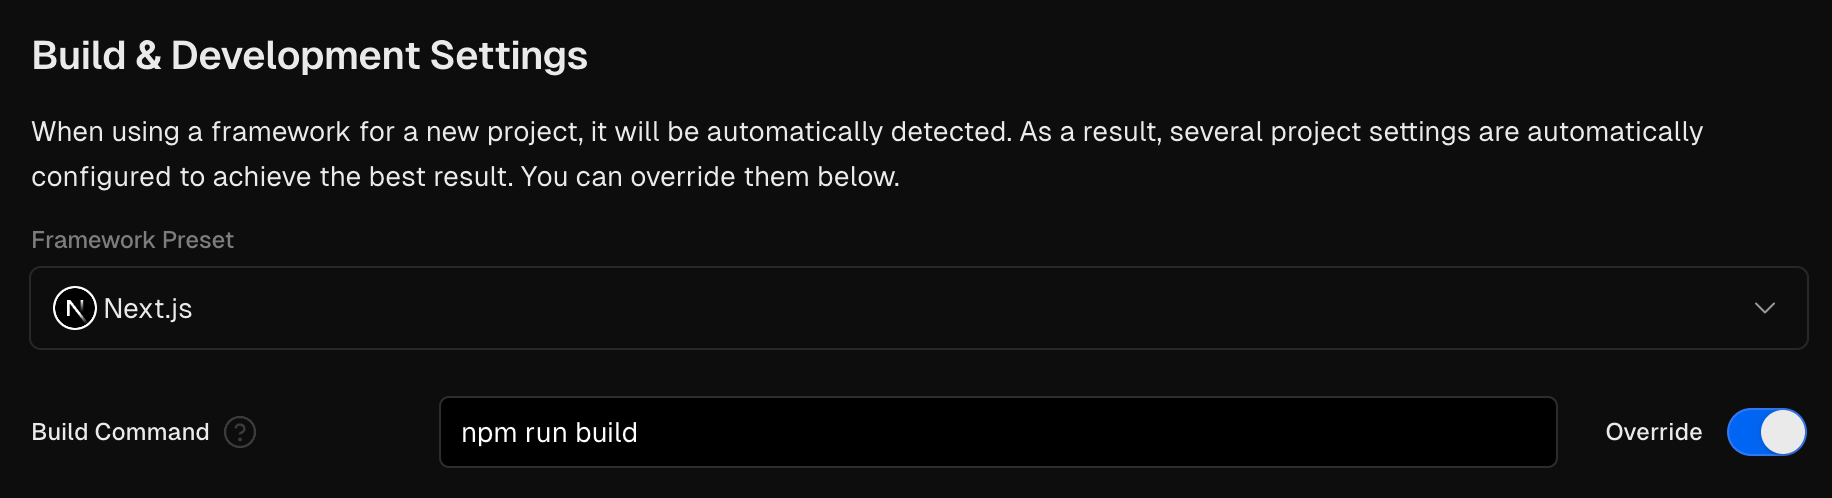 Build & Development Settings
When using a framework for a new project, it will be automatically detected. As a result, several project settings are automatically
configured to achieve the best result. You can override them below.
Framework Preset
N Next.js
Build Command ? npm run build Override